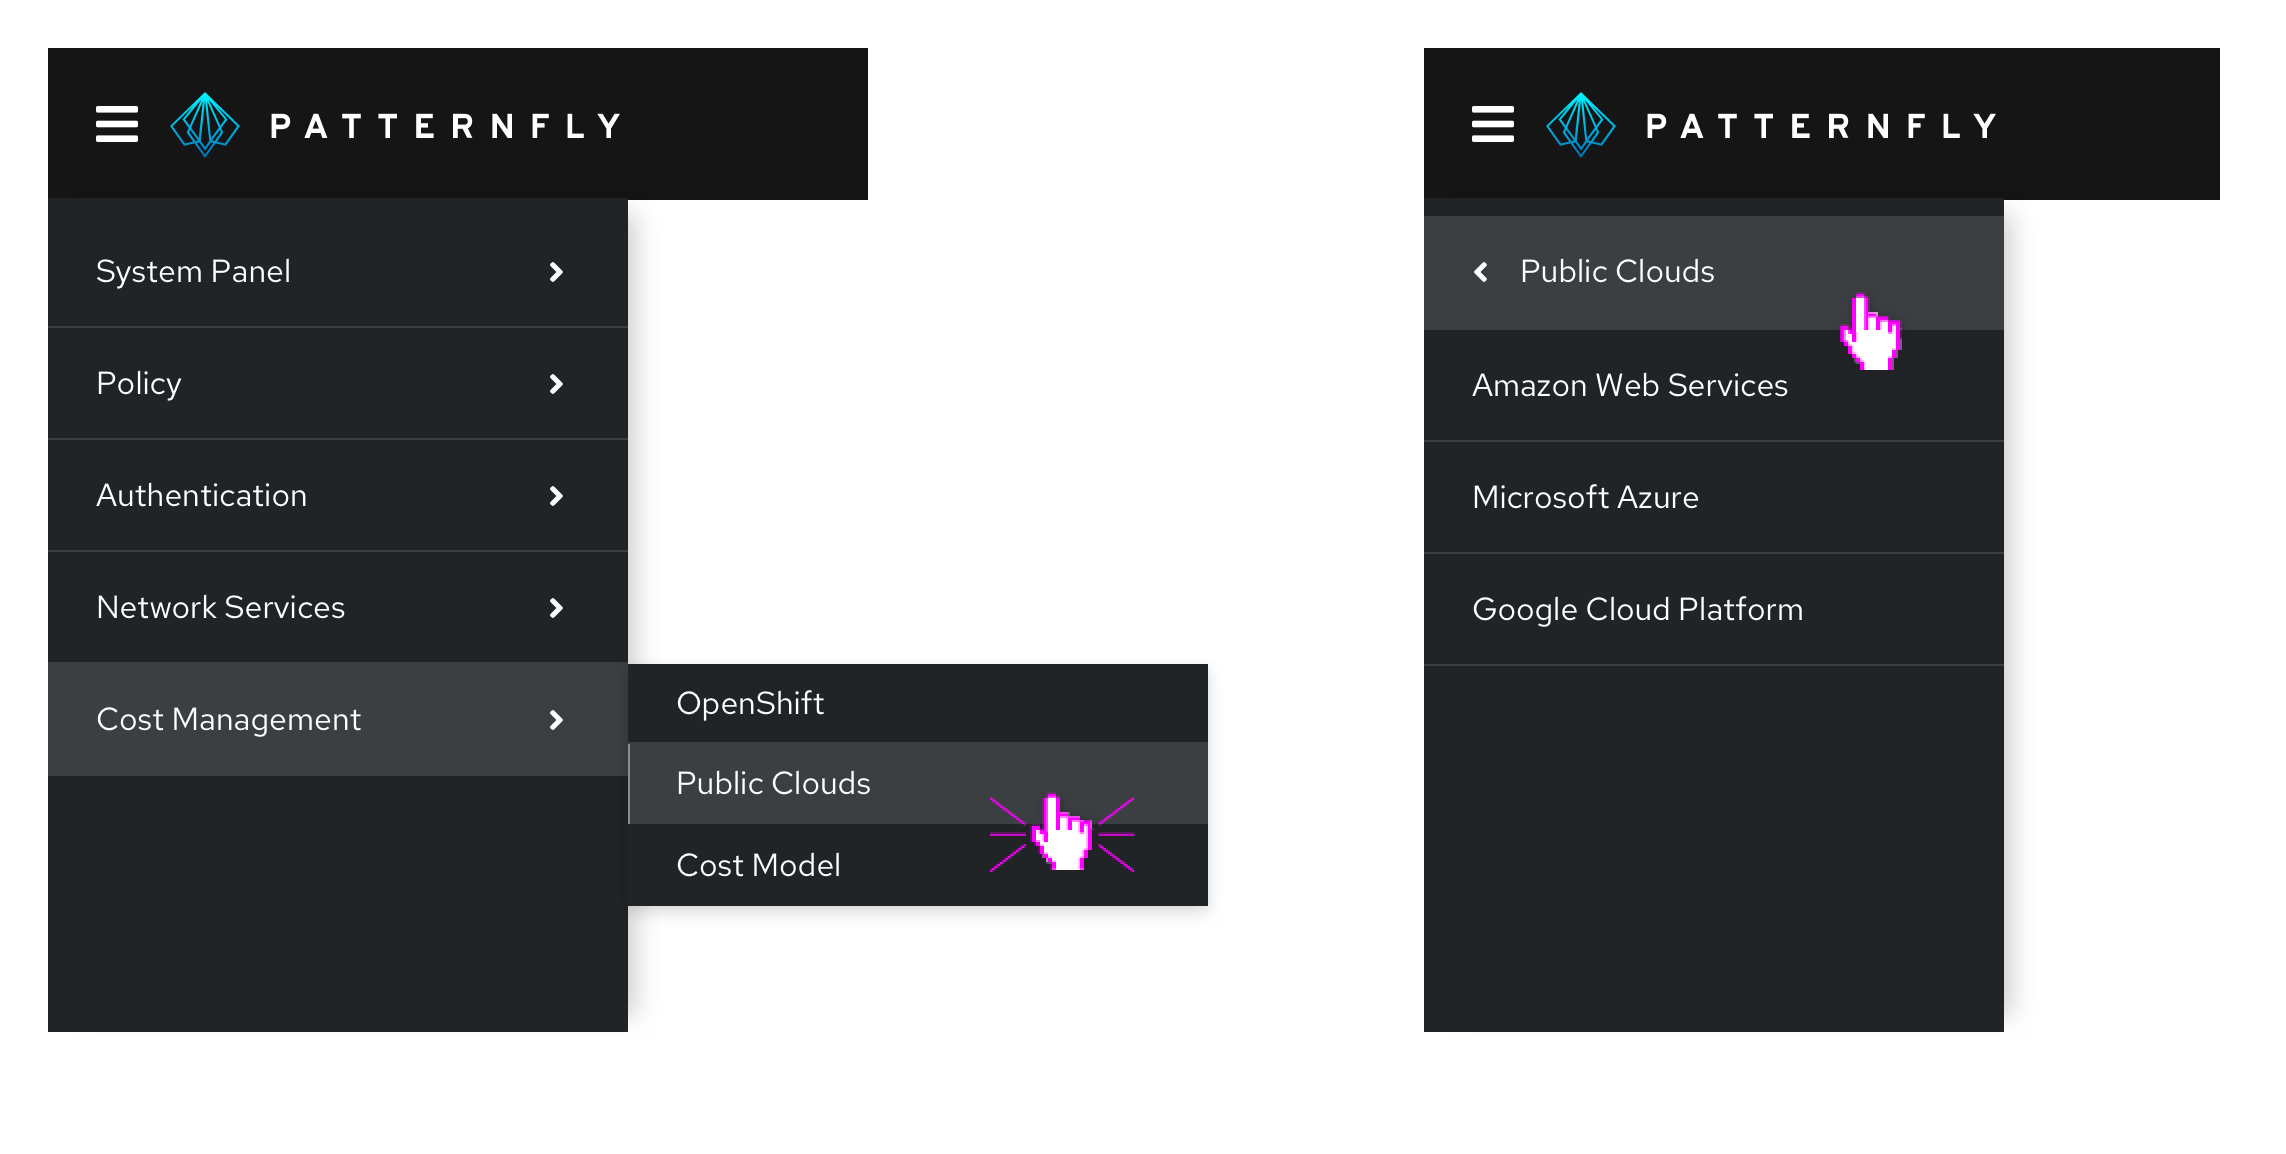 PATTERNFLY
System Panel
Policy
Authentication
Network Services
Cost Management
OpenShift
Public Clouds
Cost Model
PATTERNFLY
Public Clouds
Amazon Web Services
Microsoft Azure
Google Cloud Platform